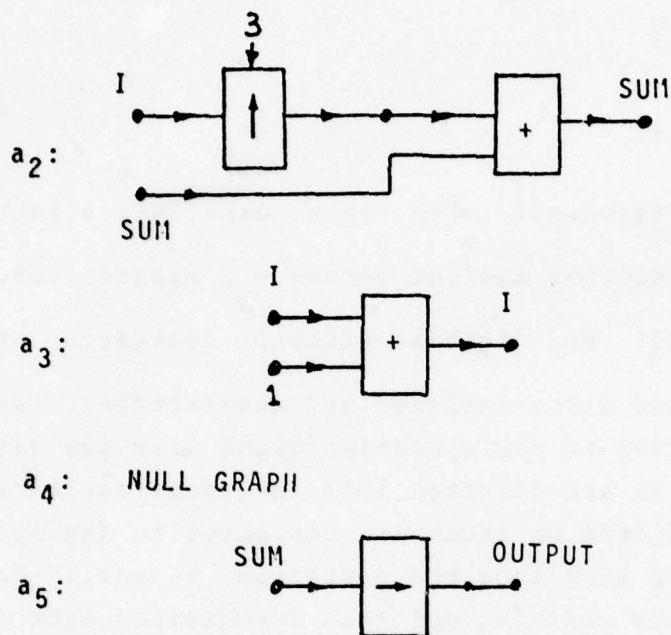 3
I
↑
+
SUM
a₂:
SUM
I
I
a₃:
+
1
a₄: NULL GRAPH
SUM
OUTPUT
a₅: